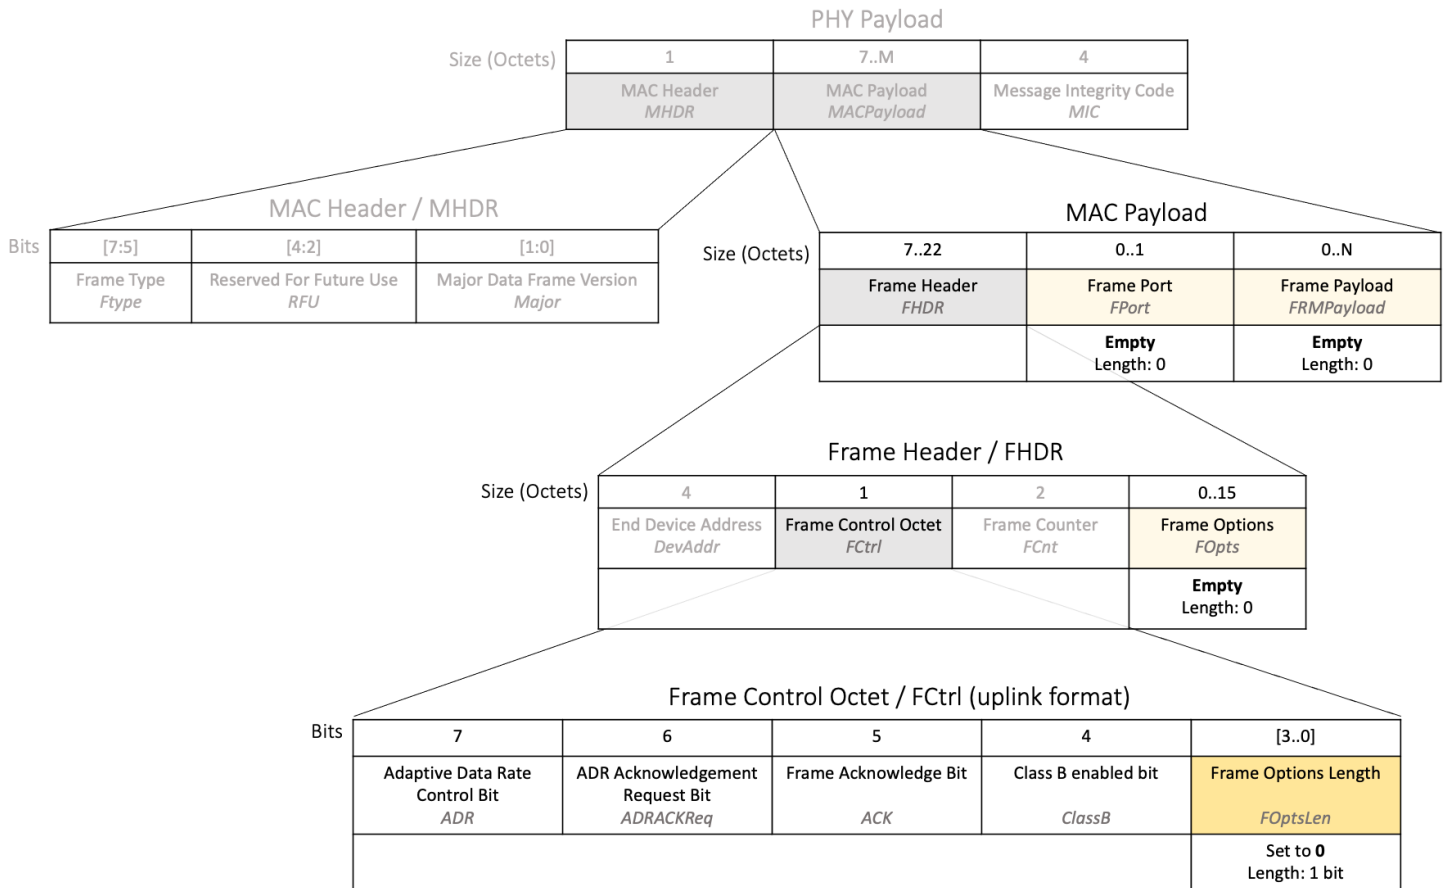 PHY Payload
Size (Octets) 1 7..M 4
MAC Header MAC Payload Message Integrity Code
MHDR MACPayload MIC
MAC Header / MHDR
Bits [7:5] [4:2] [1:0]
Frame Type Reserved For Future Use Major Data Frame Version
Ftype RFU Major
MAC Payload
Size (Octets) 7..22 0..1 0..N
Frame Header Frame Port Frame Payload
FHDR FPort FRMPayload
Empty Empty
Length: 0 Length: 0
Frame Header / FHDR
Size (Octets) 4 1 2 0..15
End Device Address Frame Control Octet Frame Counter Frame Options
DevAddr FCtrl FCnt FOpts
Empty
Length: 0
Frame Control Octet / FCtrl (uplink format)
Bits 7 6 5 4 [3..0]
Adaptive Data Rate ADR Acknowledgement Frame Acknowledge Bit Class B enabled bit Frame Options Length
Control Bit Request Bit
ADR ADRACKReq ACK ClassB FOptsLen
Set to 0
Length: 1 bit